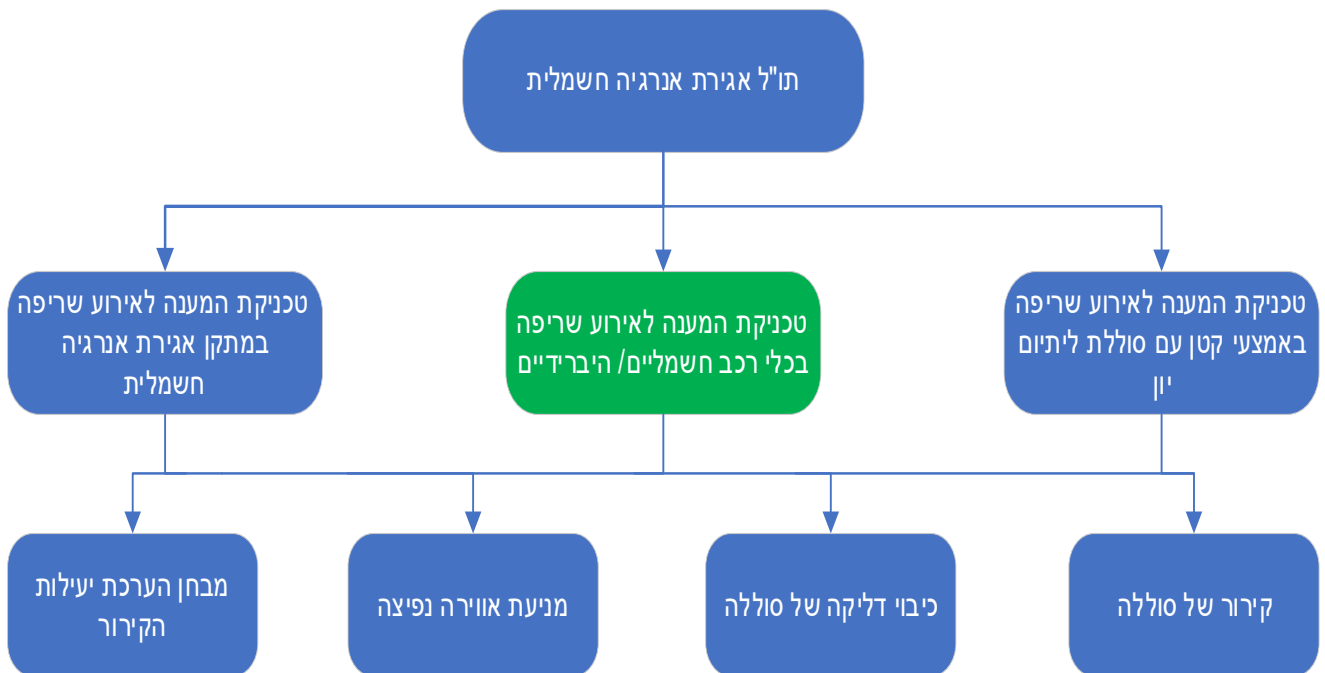 תו"ל אגירת אנרגיה חשמלית
טכניקת המענה לאירוע שריפה
באמצעי קטן עם סוללת ליתיום
יון
טכניקת המענה לאירוע שריפה
בכלי רכב חשמליים/ היברידיים
טכניקת המענה לאירוע שריפה
במתקן אגירת אנרגיה
חשמלית
קירור של סוללה
כיבוי דליקה של סוללה
מניעת אווירה נפיצה
מבחן הערכת יעילות
הקירור